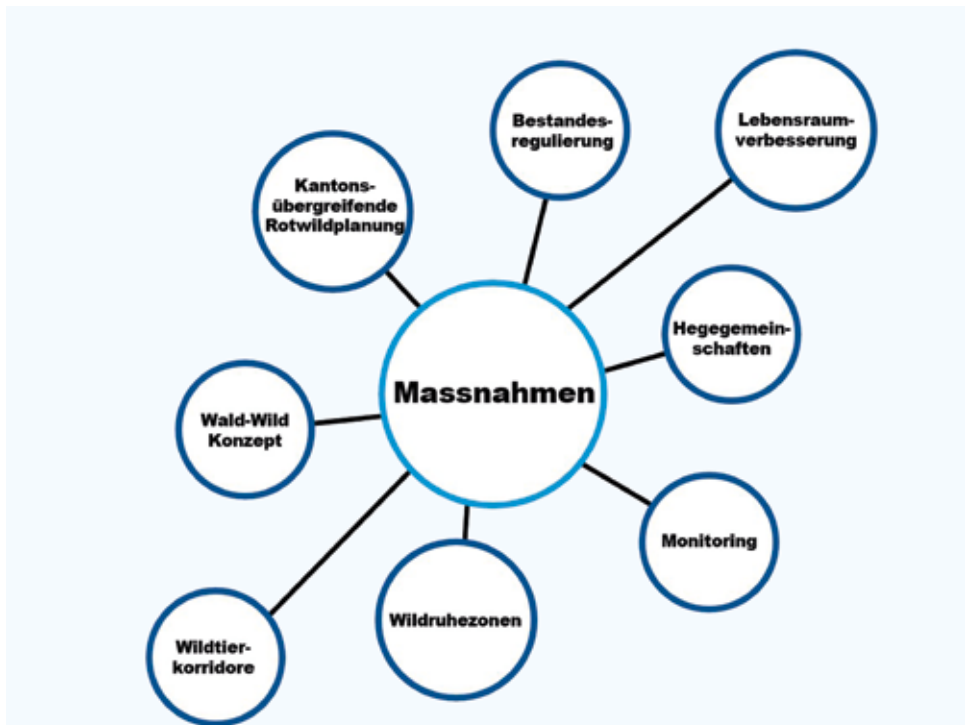 Bestandes-
regulierung
Lebensraum-
verbesserung
Kantons-
übergreifende
Rotwildplanung
Hegegemein-
schaften
Massnahmen
Wald-Wild
Konzept
Monitoring
Wildruhezonen
Wildtier-
korridore